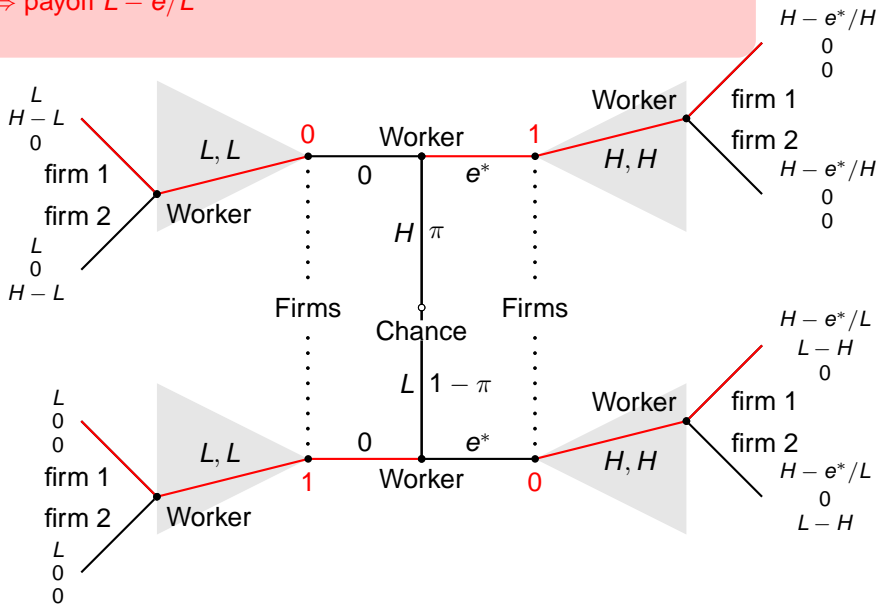 ⇒ payoff L − e/L
H − e*/H
0
0
firm 1
firm 2
H − e*/H
0
0
Worker
H, H
1
Worker
0
e*
0
L, L
Worker
L
H − L
0
firm 1
firm 2
L
0
H − L
H π
Firms
Chance
Firms
L 1 − π
H − e*/L
L − H
0
firm 1
firm 2
H − e*/L
0
L − H
Worker
H, H
0
e*
Worker
0
1
L, L
Worker
L
0
0
firm 1
firm 2
L
0
0